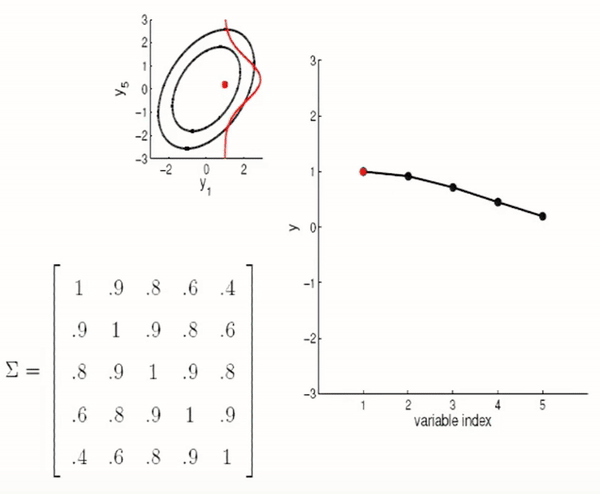 3
2
1
0
−1
−2
−3
y5
−2 0 2
y1
3
2
1
0
−1
−2
−3
y
1 2 3 4 5
variable index
Σ =
1 .9 .8 .6 .4
.9 1 .9 .8 .6
.8 .9 1 .9 .8
.6 .8 .9 1 .9
.4 .6 .8 .9 1